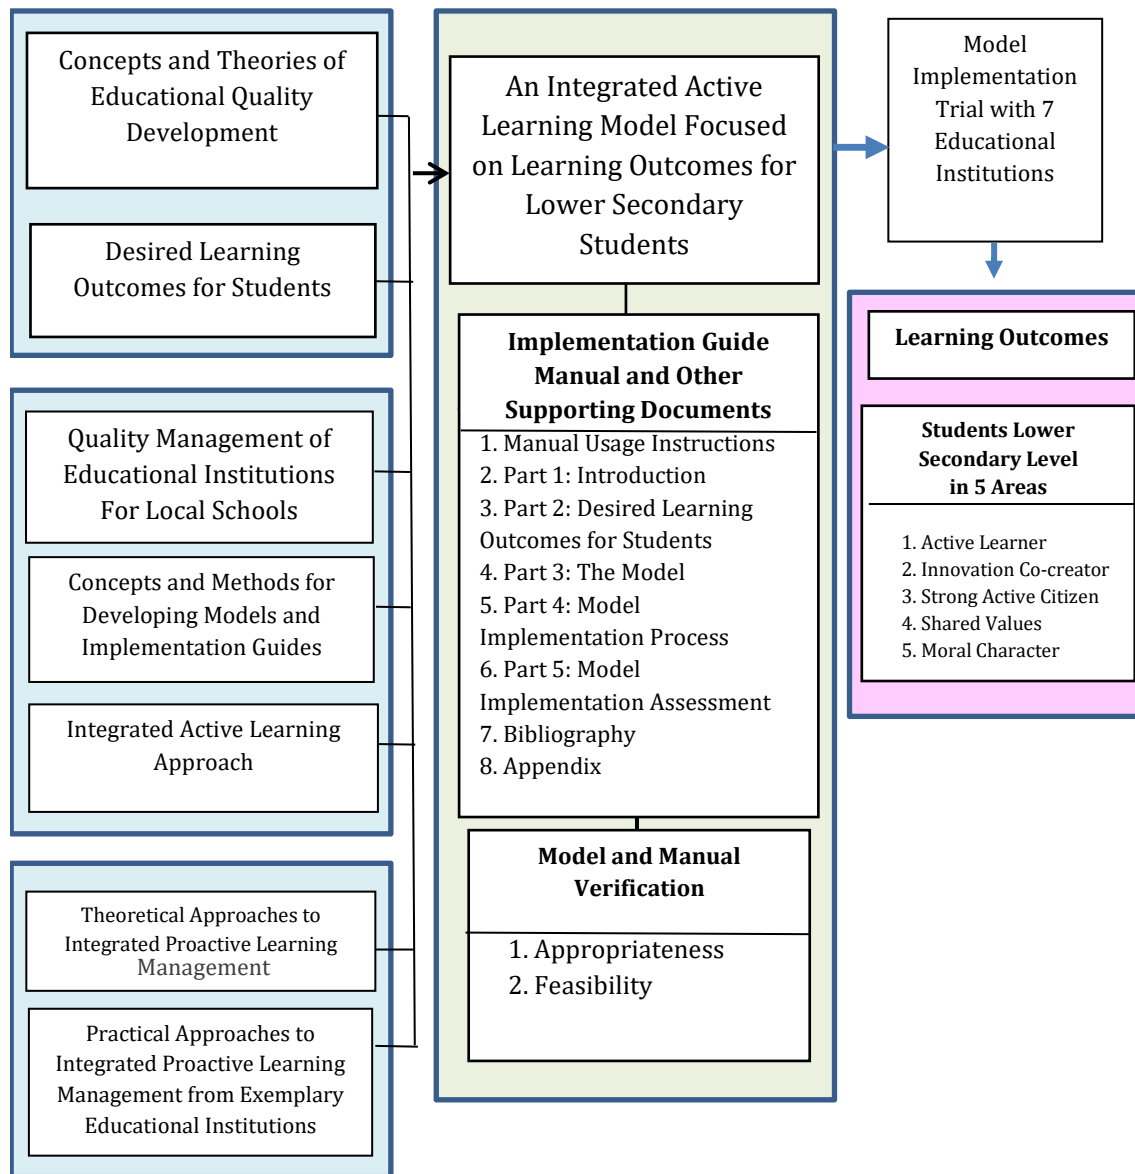 Concepts and Theories of
Educational Quality
Development
Desired Learning
Outcomes for Students
Quality Management of
Educational Institutions
For Local Schools
Concepts and Methods for
Developing Models and
Implementation Guides
Integrated Active Learning
Approach
Theoretical Approaches to
Integrated Proactive Learning
Management
Practical Approaches to
Integrated Proactive Learning
Management from Exemplary
Educational Institutions
An Integrated Active
Learning Model Focused
on Learning Outcomes for
Lower Secondary
Students
Implementation Guide
Manual and Other
Supporting Documents
1. Manual Usage Instructions
2. Part 1: Introduction
3. Part 2: Desired Learning
Outcomes for Students
4. Part 3: The Model
5. Part 4: Model
Implementation Process
6. Part 5: Model
Implementation Assessment
7. Bibliography
8. Appendix
Model and Manual
Verification
1. Appropriateness
2. Feasibility
Model
Implementation
Trial with 7
Educational
Institutions
Learning Outcomes
Students Lower
Secondary Level
in 5 Areas
1. Active Learner
2. Innovation Co-creator
3. Strong Active Citizen
4. Shared Values
5. Moral Character